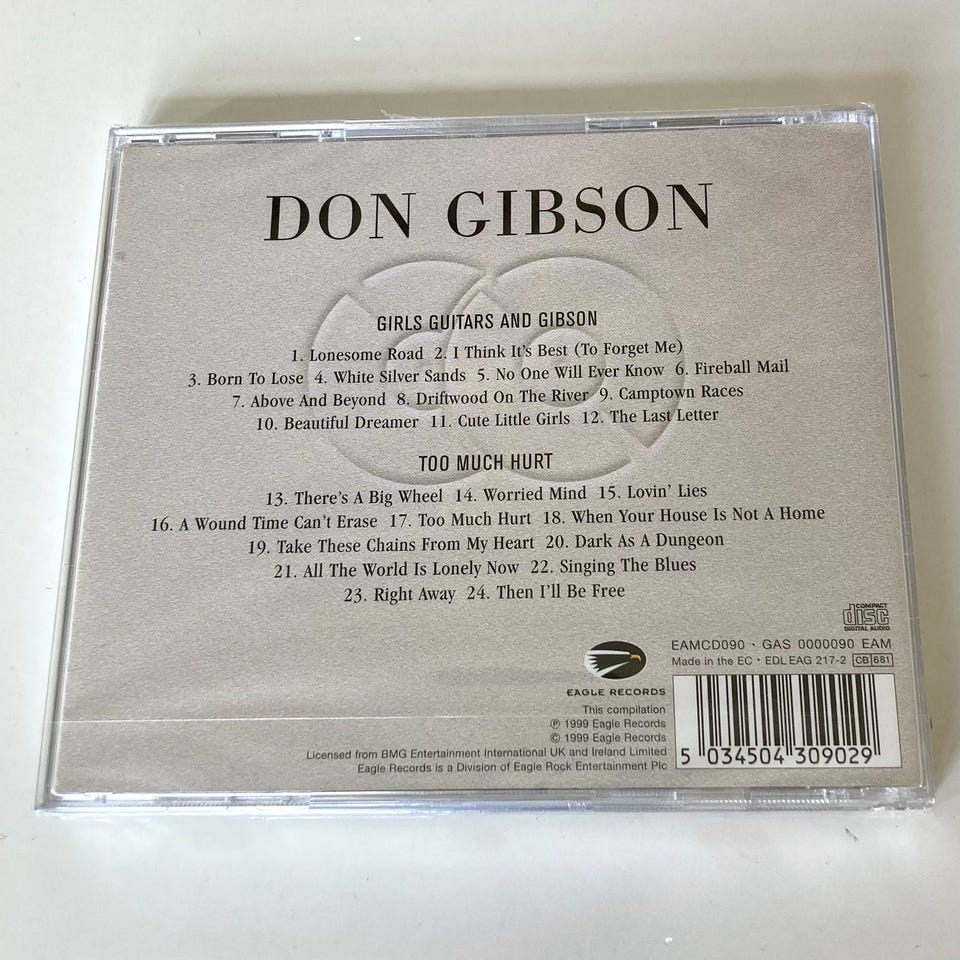 DON GIBSON
GIRLS GUITARS AND GIBSON
1. Lonesome Road 2. I Think It's Best (To Forget Me)
3. Born To Lose 4. White Silver Sands 5. No One Will Ever Know 6. Fireball Mail
7. Above And Beyond 8. Driftwood On The River 9. Camptown Races
10. Beautiful Dreamer 11. Cute Little Girls 12. The Last Letter
TOO MUCH HURT
13. There's A Big Wheel 14. Worried Mind 15. Lovin' Lies
16. A Wound Time Can't Erase 17. Too Much Hurt 18. When Your House Is Not A Home
19. Take These Chains From My Heart 20. Dark As A Dungeon
21. All The World Is Lonely Now 22. Singing The Blues
23. Right Away 24. Then I'll Be Free
COMPACT
disc
DIGITAL AUDIO
EAMCD090 · GAS 0000090 EAM
Made in the EC · EDL EAG 217-2 CB 681
EAGLE RECORDS
This compilation
℗ 1999 Eagle Records
© 1999 Eagle Records
Licensed from BMG Entertainment International UK and Ireland Limited
Eagle Records is a Division of Eagle Rock Entertainment Plc
5 034504 309029